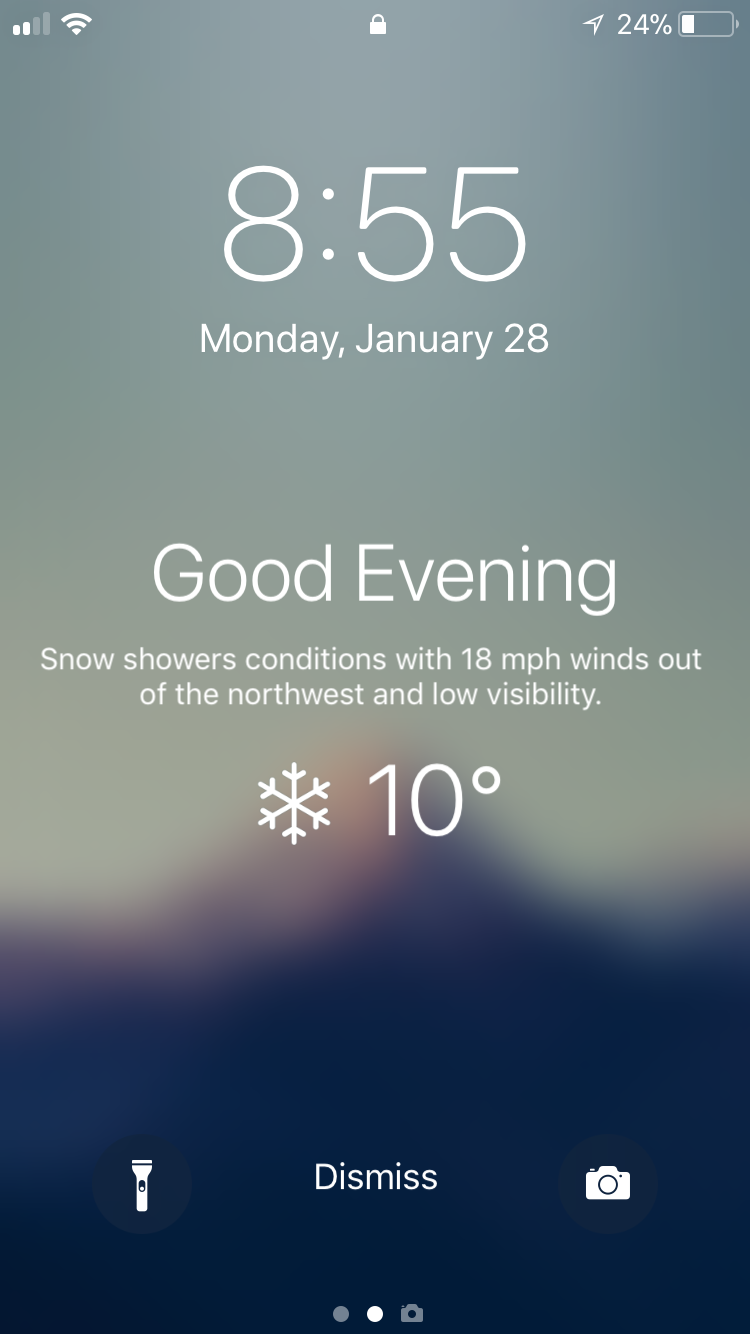 24%
8:55
Monday, January 28
Good Evening
Snow showers conditions with 18 mph winds out
of the northwest and low visibility.
10°
Dismiss